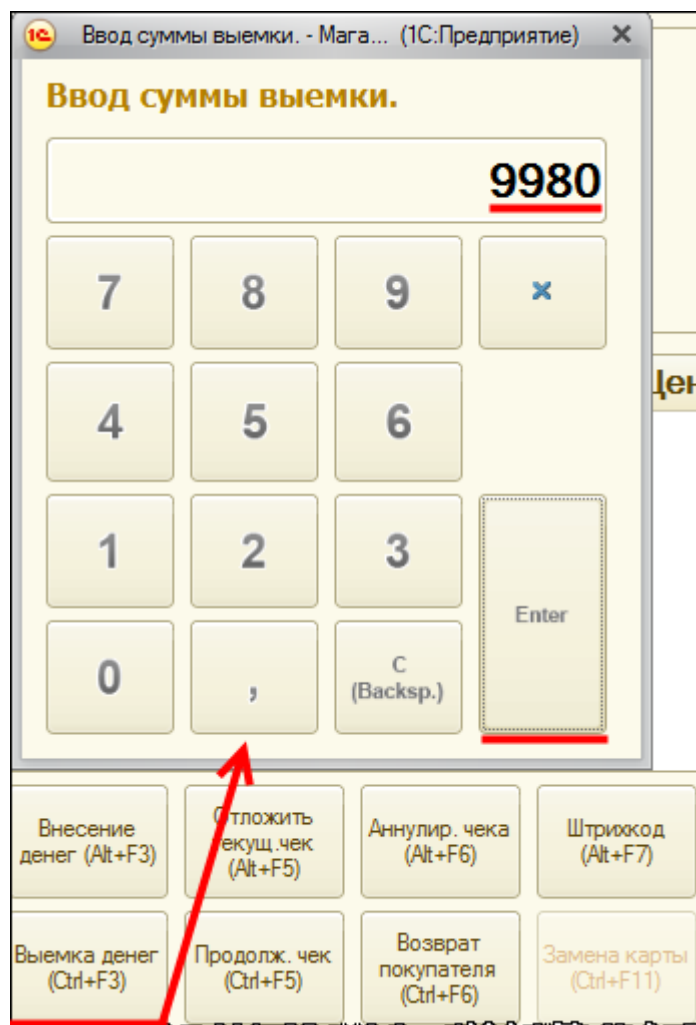 1С Ввод суммы выемки. - Мага... (1С:Предприятие)
Ввод суммы выемки.
9980
7 8 9
4 5 6
1 2 3
Enter
0 , C
(Backsp.)
Цен
Внесение
денег (Alt+F3)
Отложить
текущ.чек
(Alt+F5)
Аннулир. чека
(Alt+F6)
Штрихкод
(Alt+F7)
Выемка денег
(Ctrl+F3)
Продолж. чек
(Ctrl+F5)
Возврат
покупателя
(Ctrl+F6)
Замена карты
(Ctrl+F11)